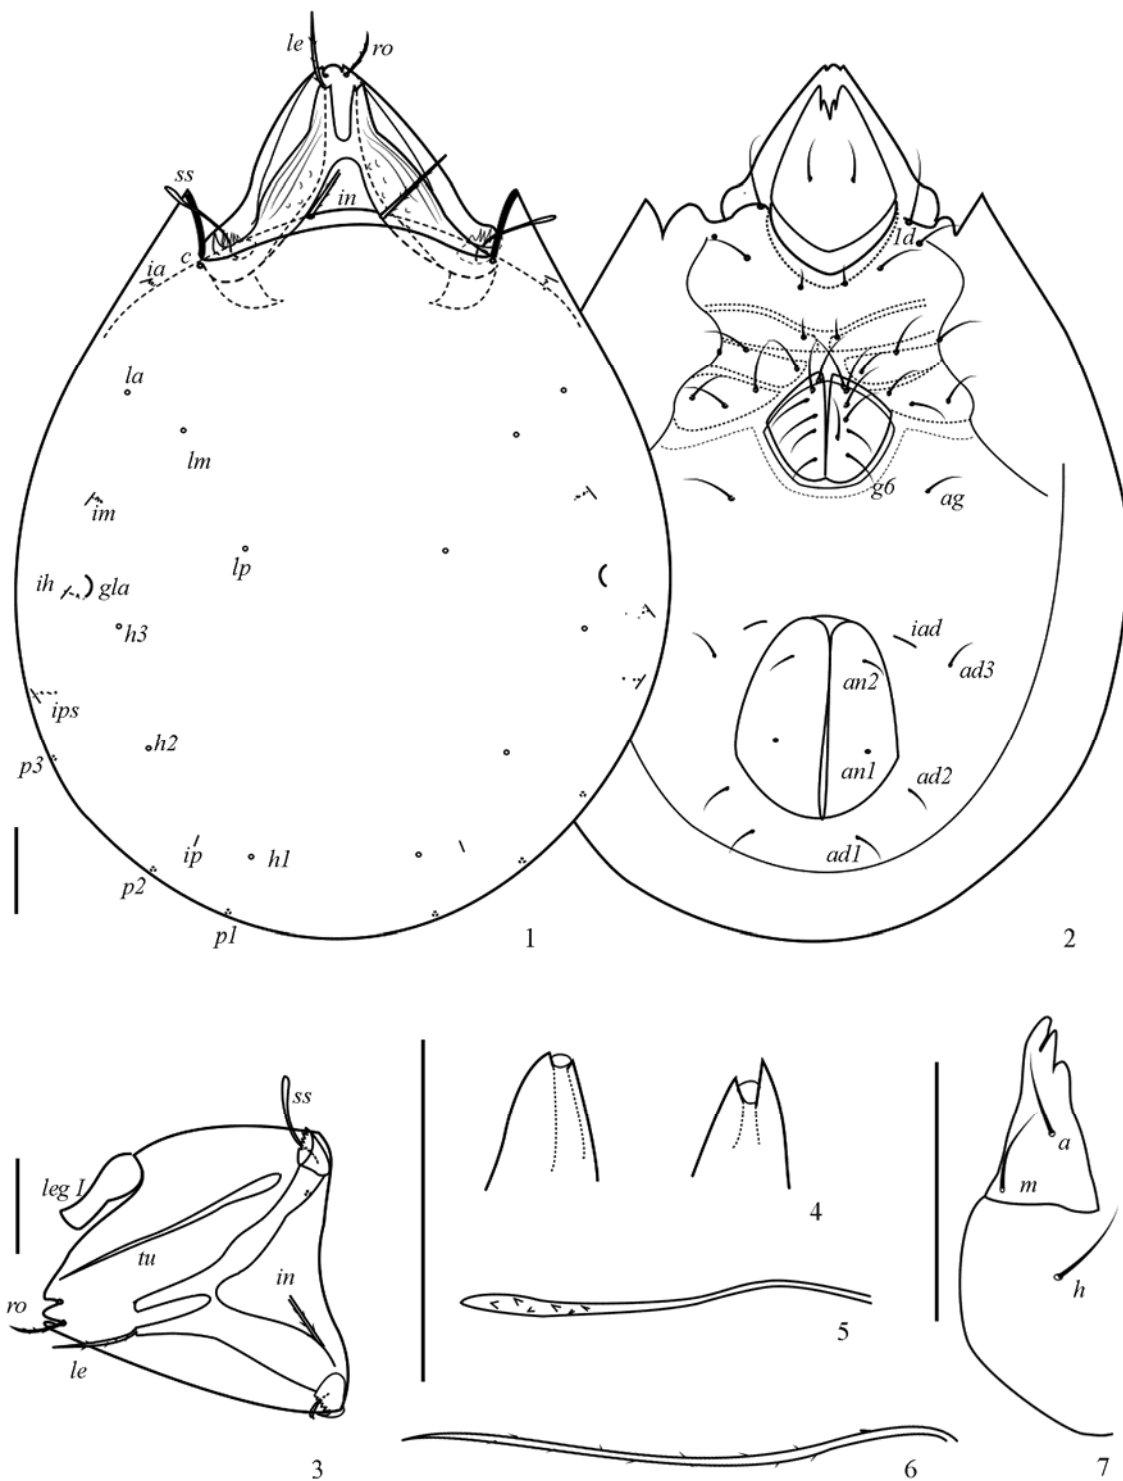 le
ro
ss
in
c
ia
la
lm
im
lp
ih
gla
h3
ips
h2
p3
ip
h1
p2
p1
1
1d
g6
ag
iad
ad3
an2
an1
ad2
ad1
2
ss
leg I
tu
in
ro
le
3
4
5
6
a
m
h
7